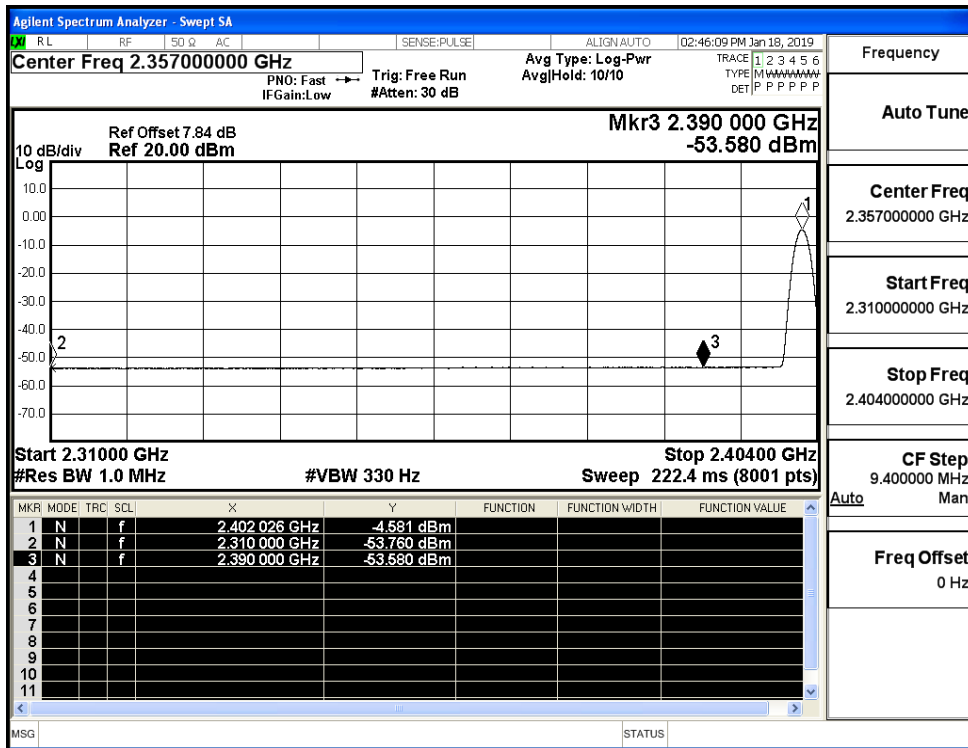 Agilent Spectrum Analyzer - Swept SA
LXI RL RF 50 Ω AC SENSE:PULSE ALIGNAUTO 02:46:09 PM Jan 18, 2019
Center Freq 2.357000000 GHz
PNO: Fast
IFGain:Low
Trig: Free Run
#Atten: 30 dB
Avg Type: Log-Pwr
Avg|Hold: 10/10
TRACE 1 2 3 4 5 6
TYPE M WWWWW
DET P P P P P P
Mkr3 2.390 000 GHz
-53.580 dBm
Ref Offset 7.84 dB
10 dB/div Ref 20.00 dBm
Log
10.0
0.00
-10.0
-20.0
-30.0
-40.0
-50.0
-60.0
-70.0
1
2
3
Start 2.31000 GHz Stop 2.40400 GHz
#Res BW 1.0 MHz #VBW 330 Hz Sweep 222.4 ms (8001 pts)
MKR MODE TRC SCL X Y FUNCTION FUNCTION WIDTH FUNCTION VALUE
1 N f 2.402 026 GHz -4.581 dBm
2 N f 2.310 000 GHz -53.760 dBm
3 N f 2.390 000 GHz -53.580 dBm
4
5
6
7
8
9
10
11
MSG STATUS
Frequency
Auto Tune
Center Freq
2.357000000 GHz
Start Freq
2.310000000 GHz
Stop Freq
2.404000000 GHz
CF Step
9.400000 MHz
Auto Man
Freq Offset
0 Hz